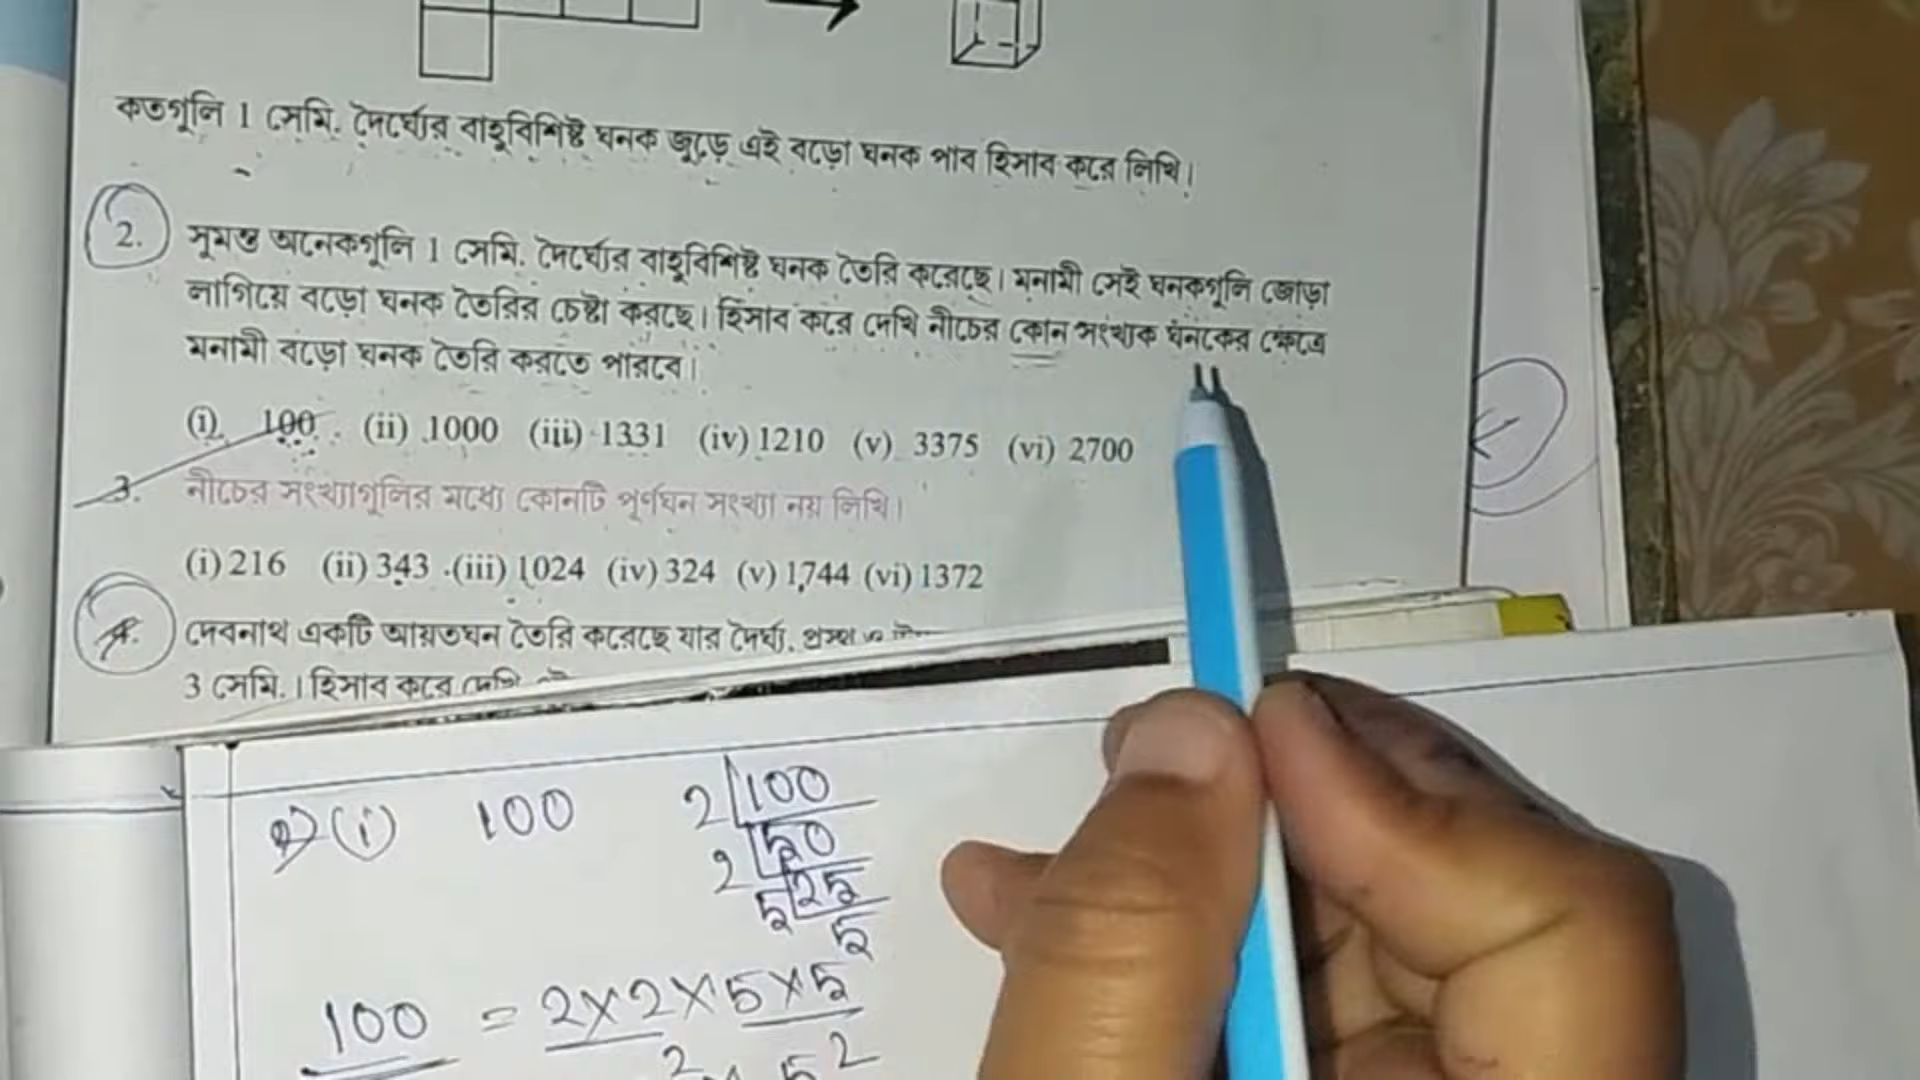 কতগুলি 1 সেমি. দৈর্ঘ্যের বাহুবিশিষ্ট ঘনক জুড়ে এই বড়ো ঘনক পাব হিসাব করে লিখি।
2. সুমন্ত অনেকগুলি 1 সেমি. দৈর্ঘ্যের বাহুবিশিষ্ট ঘনক তৈরি করেছে। মনামী সেই ঘনকগুলি জোড়া
লাগিয়ে বড়ো ঘনক তৈরির চেষ্টা করছে। হিসাব করে দেখি নীচের কোন সংখ্যক ঘনকের ক্ষেত্রে
মনামী বড়ো ঘনক তৈরি করতে পারবে।
(i) 100 (ii) 1000 (iii) 1331 (iv) 1210 (v) 3375 (vi) 2700
3. নীচের সংখ্যাগুলির মধ্যে কোনটি পূর্ণঘন সংখ্যা নয় লিখি।
(i) 216 (ii) 343 (iii) 1024 (iv) 324 (v) 1744 (vi) 1372
4. দেবনাথ একটি আয়তঘন তৈরি করেছে যার দৈর্ঘ্য, প্রস্থ ও
3 সেমি.। হিসাব করে দেখি
(i) 100 2 100
2 50
5 25
5
100 = 2×2×5×5
2 × 5 2